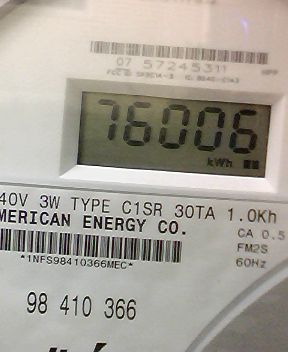 07 57245311
76006
kWh
40V 3W TYPE C1SR 30TA 1.0Kh
MERICAN ENERGY CO.
CA 0.5
FM2S
*1NFS98410366MEC*
60Hz
98 410 366